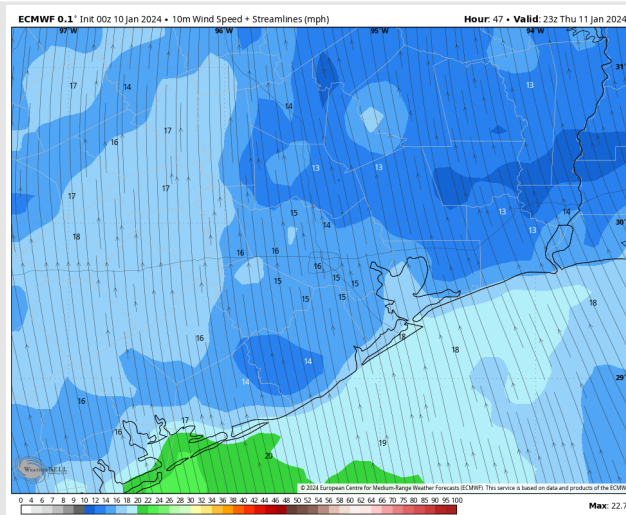 ECMWF 0.1° Init 00z 10 Jan 2024 • 10m Wind Speed + Streamlines (mph) Hour: 47 • Valid: 23z Thu 11 Jan 2024
97°W 96°W 95°W 94°W
31°
17 14 13
14
17
16
13 13
17 17
15 13 14
14 30°
18 13
16 16
16
15 15 15
15 15
18
16 18
18
14 29°
14
16
17
16
19
20
WeatherBELL
© 2024 European Centre for Medium-Range Weather Forecasts (ECMWF). This service is based on data and products of the ECMW
0 4 6 7 8 9 10 12 14 16 18 20 22 24 26 28 30 32 34 36 38 40 42 44 46 48 50 52 54 56 58 60 62 64 66 70 75 80 85 90 95 100
Max: 22.7